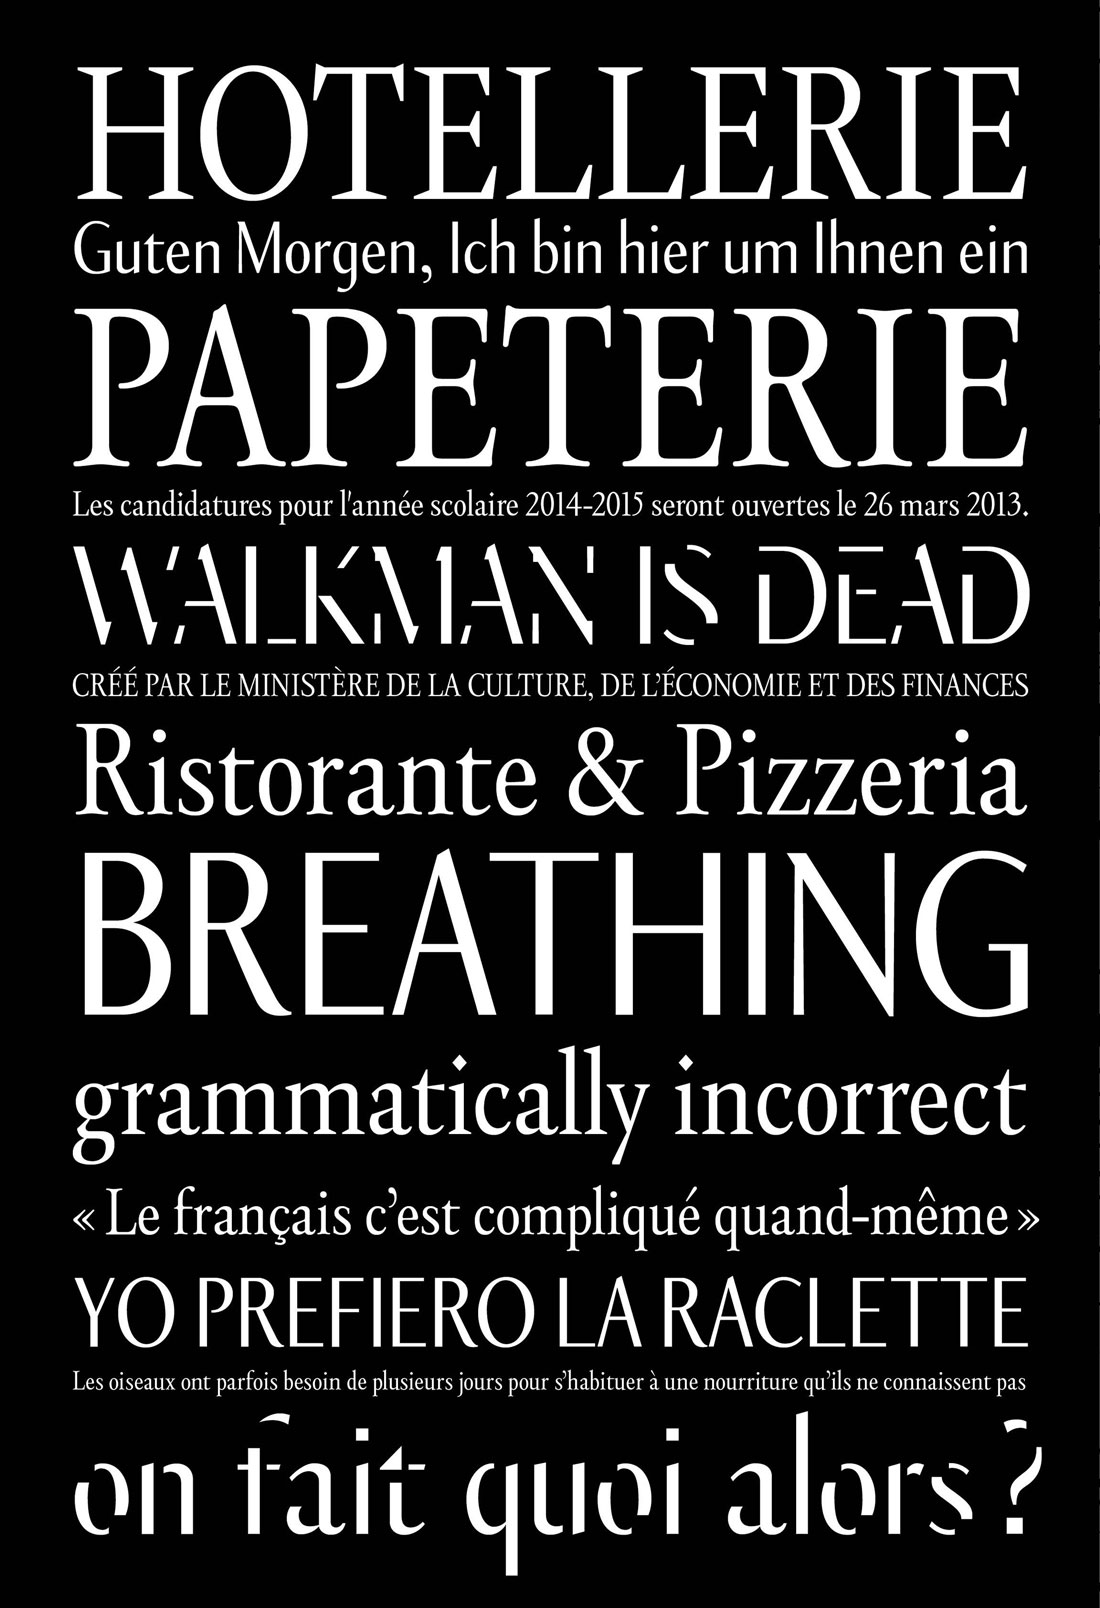 HOTELLERIE
Guten Morgen, Ich bin hier um Ihnen ein
PAPETERIE
Les candidatures pour l'année scolaire 2014-2015 seront ouvertes le 26 mars 2013.
WALKMAN IS DEAD
CRÉÉ PAR LE MINISTÈRE DE LA CULTURE, DE L’ÉCONOMIE ET DES FINANCES
Ristorante & Pizzeria
BREATHING
grammatically incorrect
« Le français c’est compliqué quand-même »
YO PREFIERO LA RACLETTE
Les oiseaux ont parfois besoin de plusieurs jours pour s’habituer à une nourriture qu’ils ne connaissent pas
on fait quoi alors ?